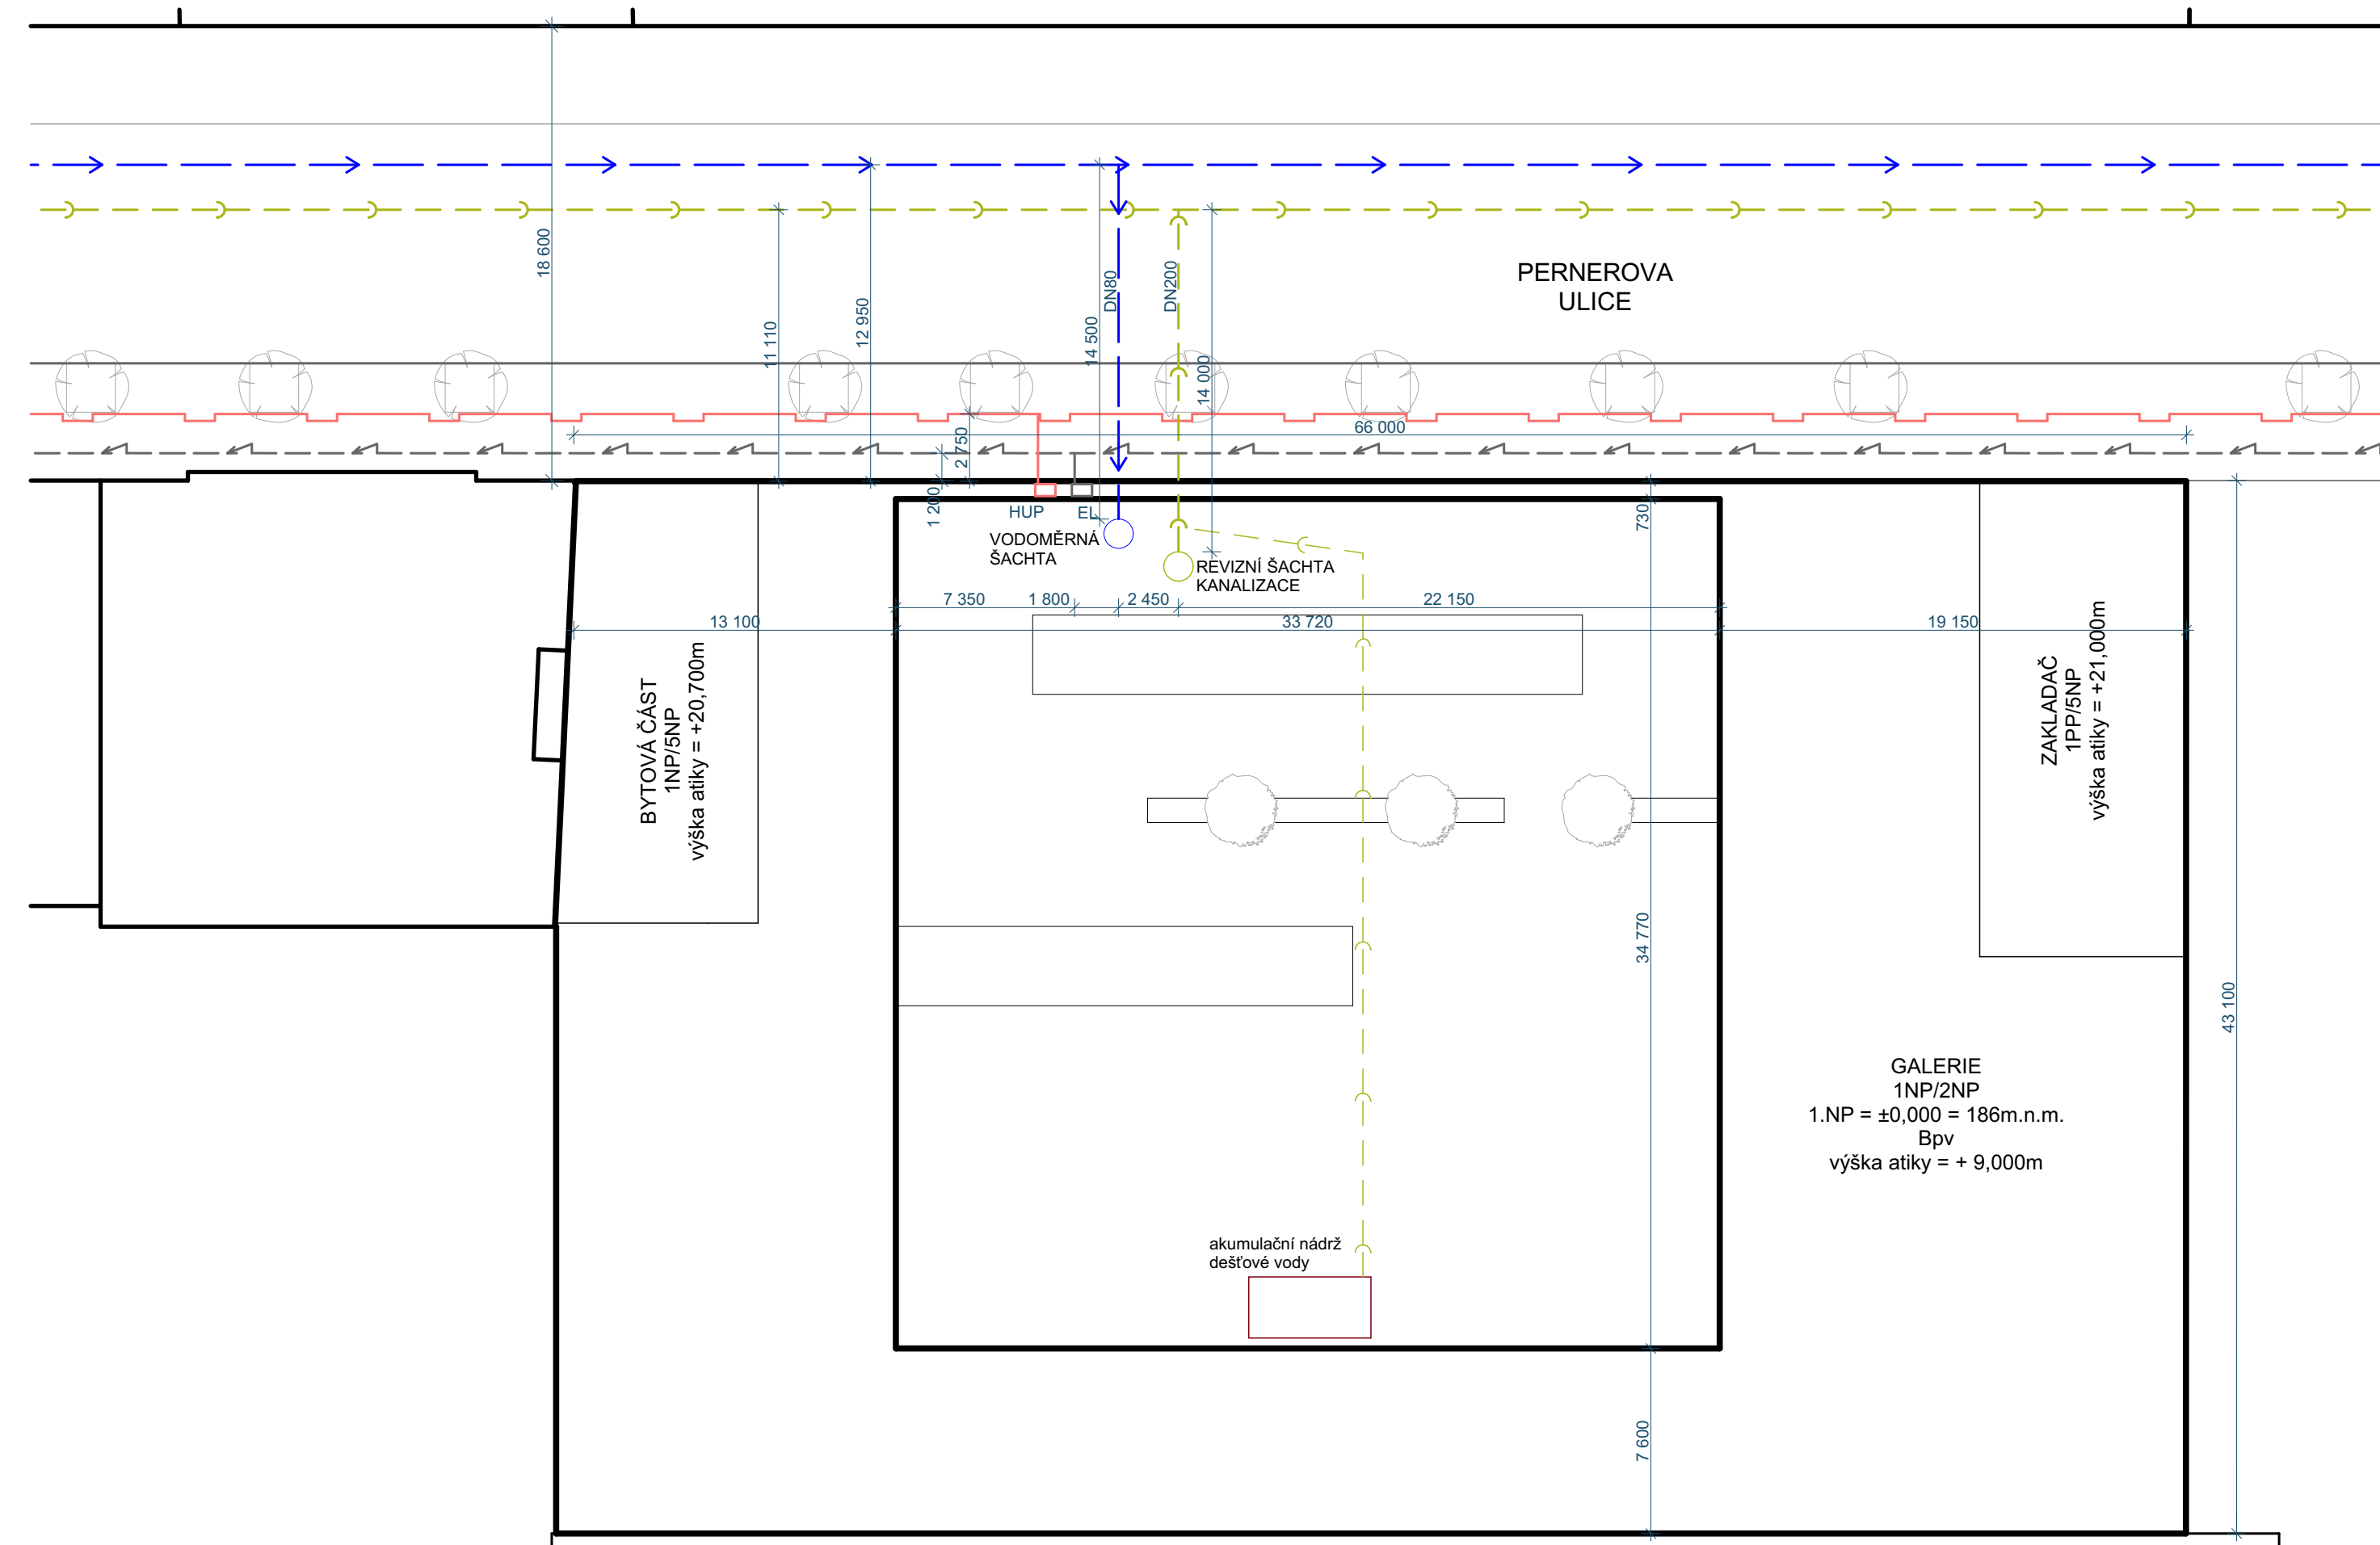 18 600
11 110
12 950
14 500
DN80
DN200
14 000
PERNEROVA
ULICE
66 000
2 750
1 200
HUP
EL
VODOMĚRNÁ
ŠACHTA
REVIZNÍ ŠACHTA
KANALIZACE
730
7 350
1 800
2 450
22 150
13 100
33 720
19 150
BYTOVÁ ČÁST
1NP/5NP
výška atiky = +20,700m
ZAKLADAČ
1PP/5NP
výška atiky = +21,000m
34 770
43 100
GALERIE
1NP/2NP
1.NP = ±0,000 = 186m.n.m.
Bpv
výška atiky = + 9,000m
akumulační nádrž
dešťové vody
7 600